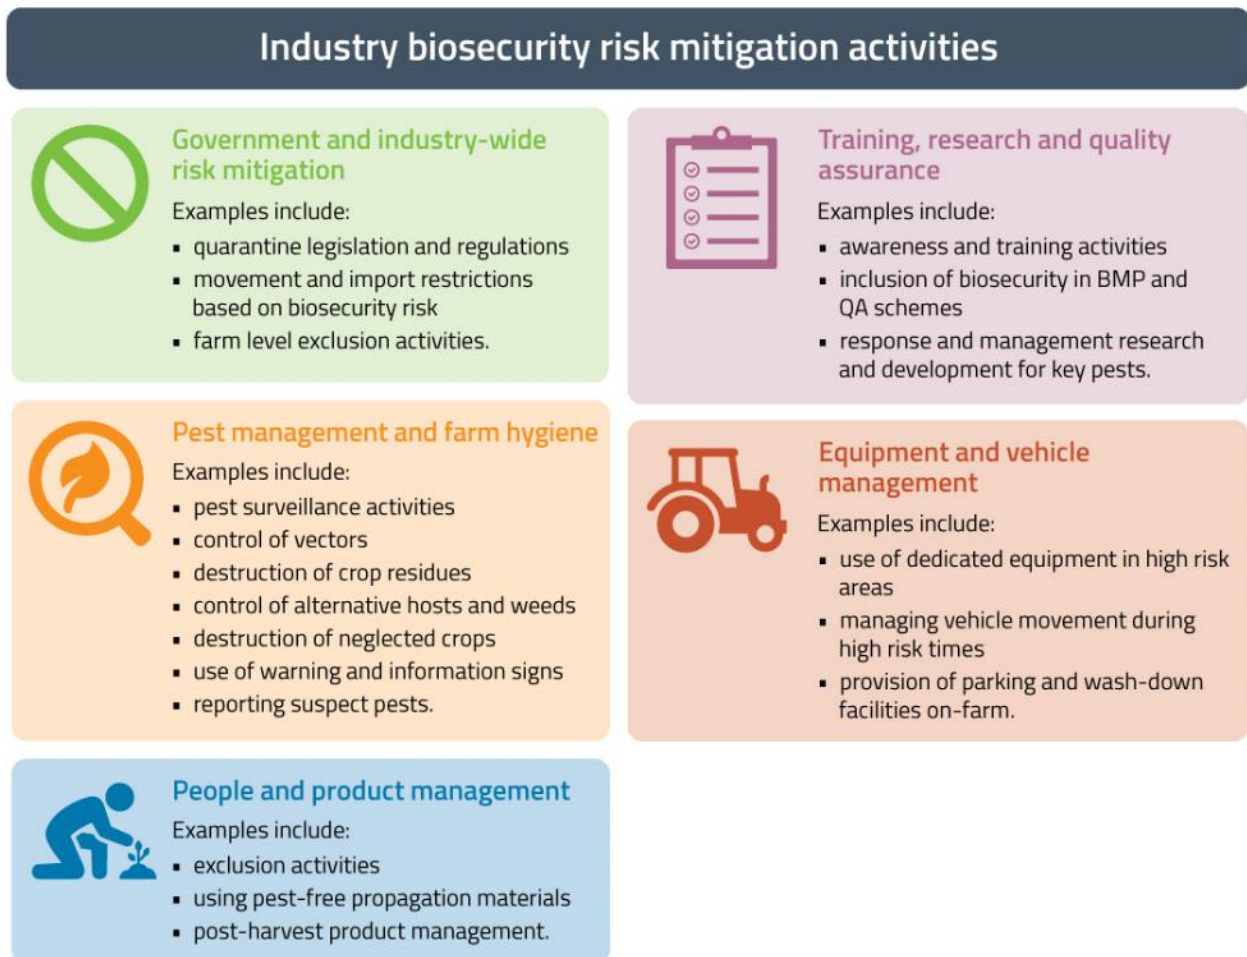 Industry biosecurity risk mitigation activities
Government and industry-wide
risk mitigation
Examples include:
▪ quarantine legislation and regulations
▪ movement and import restrictions
based on biosecurity risk
▪ farm level exclusion activities.
Training, research and quality
assurance
Examples include:
▪ awareness and training activities
▪ inclusion of biosecurity in BMP and
QA schemes
▪ response and management research
and development for key pests.
Pest management and farm hygiene
Examples include:
▪ pest surveillance activities
▪ control of vectors
▪ destruction of crop residues
▪ control of alternative hosts and weeds
▪ destruction of neglected crops
▪ use of warning and information signs
▪ reporting suspect pests.
Equipment and vehicle
management
Examples include:
▪ use of dedicated equipment in high risk
areas
▪ managing vehicle movement during
high risk times
▪ provision of parking and wash-down
facilities on-farm.
People and product management
Examples include:
▪ exclusion activities
▪ using pest-free propagation materials
▪ post-harvest product management.